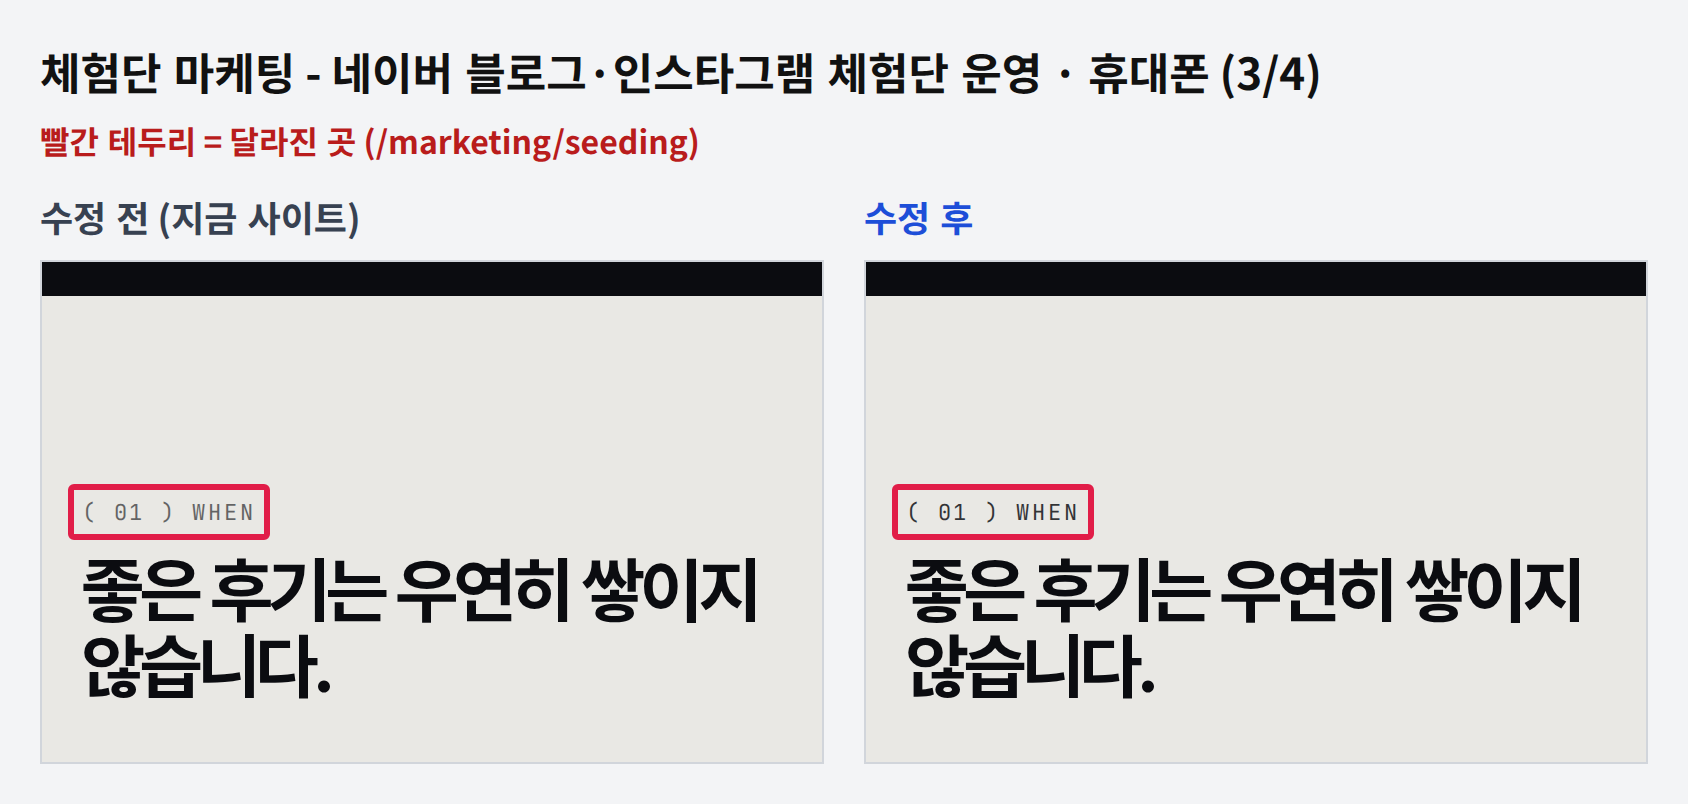 체험단 마케팅 - 네이버 블로그·인스타그램 체험단 운영 · 휴대폰 (3/4)
빨간 테두리 = 달라진 곳 (/marketing/seeding)
수정 전 (지금 사이트)
( 01 ) WHEN
좋은 후기는 우연히 쌓이지
않습니다.
수정 후
( 01 ) WHEN
좋은 후기는 우연히 쌓이지
않습니다.